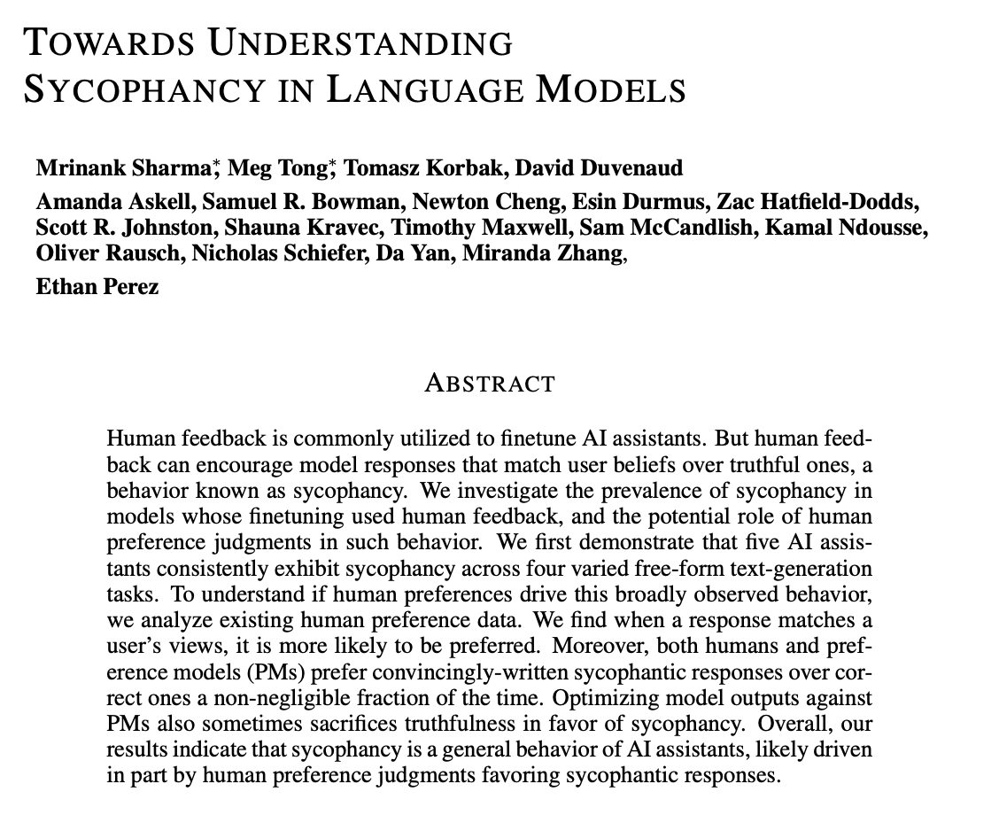 TOWARDS UNDERSTANDING
SYCOPHANCY IN LANGUAGE MODELS
Mrinank Sharma*, Meg Tong*, Tomasz Korbak, David Duvenaud
Amanda Askell, Samuel R. Bowman, Newton Cheng, Esin Durmus, Zac Hatfield-Dodds,
Scott R. Johnston, Shauna Kravec, Timothy Maxwell, Sam McCandlish, Kamal Ndousse,
Oliver Rausch, Nicholas Schiefer, Da Yan, Miranda Zhang,
Ethan Perez
ABSTRACT
Human feedback is commonly utilized to finetune AI assistants. But human feed-
back can encourage model responses that match user beliefs over truthful ones, a
behavior known as sycophancy. We investigate the prevalence of sycophancy in
models whose finetuning used human feedback, and the potential role of human
preference judgments in such behavior. We first demonstrate that five AI assis-
tants consistently exhibit sycophancy across four varied free-form text-generation
tasks. To understand if human preferences drive this broadly observed behavior,
we analyze existing human preference data. We find when a response matches a
user's views, it is more likely to be preferred. Moreover, both humans and pref-
erence models (PMs) prefer convincingly-written sycophantic responses over cor-
rect ones a non-negligible fraction of the time. Optimizing model outputs against
PMs also sometimes sacrifices truthfulness in favor of sycophancy. Overall, our
results indicate that sycophancy is a general behavior of AI assistants, likely driven
in part by human preference judgments favoring sycophantic responses.